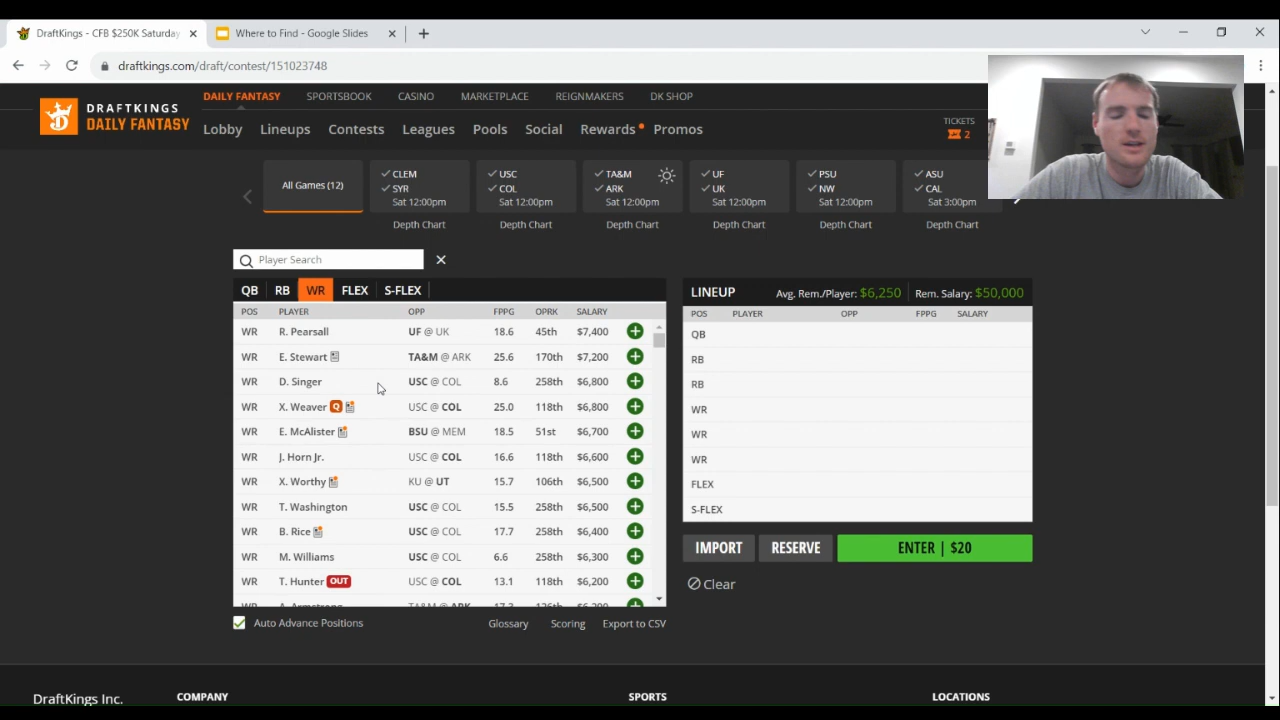 DraftKings - CFB $250K Saturday
Where to Find - Google Slides
draftkings.com/draft/contest/151023748
DAILY FANTASY SPORTSBOOK CASINO MARKETPLACE REIGNMAKERS DK SHOP
DRAFTKINGS
DAILY FANTASY
Lobby Lineups Contests Leagues Pools Social Rewards Promos
TICKETS
2
All Games (12)
CLEM
SYR
Sat 12:00pm
Depth Chart
USC
COL
Sat 12:00pm
Depth Chart
TA&M
ARK
Sat 12:00pm
Depth Chart
UF
UK
Sat 12:00pm
Depth Chart
PSU
NW
Sat 12:00pm
Depth Chart
ASU
CAL
Sat 3:00pm
Depth Chart
Player Search
QB RB WR FLEX S-FLEX
POS PLAYER OPP FPPG OPRK SALARY
WR R. Pearsall UF @ UK 18.6 45th $7,400
WR E. Stewart TA&M @ ARK 25.6 170th $7,200
WR D. Singer USC @ COL 8.6 258th $6,800
WR X. Weaver Q USC @ COL 25.0 118th $6,800
WR E. McAlister BSU @ MEM 18.5 51st $6,700
WR J. Horn Jr. USC @ COL 16.6 118th $6,600
WR X. Worthy KU @ UT 15.7 106th $6,500
WR T. Washington USC @ COL 15.5 258th $6,500
WR B. Rice USC @ COL 17.7 258th $6,400
WR M. Williams USC @ COL 6.6 258th $6,300
WR T. Hunter OUT USC @ COL 13.1 118th $6,200
WR A. Armstrong TA&M @ ARK 17.3 126th $6,200
Auto Advance Positions
Glossary Scoring Export to CSV
LINEUP Avg. Rem./Player: $6,250 Rem. Salary: $50,000
POS PLAYER OPP FPPG SALARY
QB
RB
RB
WR
WR
WR
FLEX
S-FLEX
IMPORT RESERVE ENTER | $20
Clear
DraftKings Inc. COMPANY SPORTS LOCATIONS